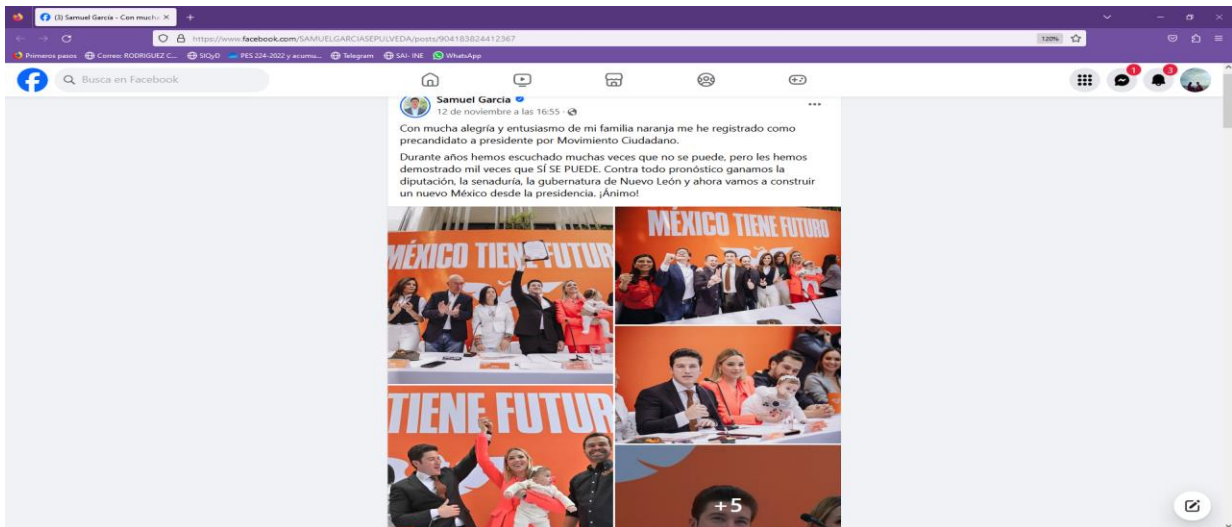 (3) Samuel García - Con mucha
https://www.facebook.com/SAMUELGARCIASEPULVEDA/posts/904183824412367
120%
Primeros pasos
Correo: RODRIGUEZ C...
SIQyD
PES 224-2022 y acumu...
Telegram
SAI- INE
WhatsApp
Busca en Facebook
1
3
Samuel García
12 de noviembre a las 16:55 ·
Con mucha alegría y entusiasmo de mi familia naranja me he registrado como
precandidato a presidente por Movimiento Ciudadano.
Durante años hemos escuchado muchas veces que no se puede, pero les hemos
demostrado mil veces que SÍ SE PUEDE. Contra todo pronóstico ganamos la
diputación, la senaduría, la gubernatura de Nuevo León y ahora vamos a construir
un nuevo México desde la presidencia. ¡Ánimo!
MÉXICO TIENE FUTUR
MÉXICO TIENE FUTURO
TIENE FUTUR
+5